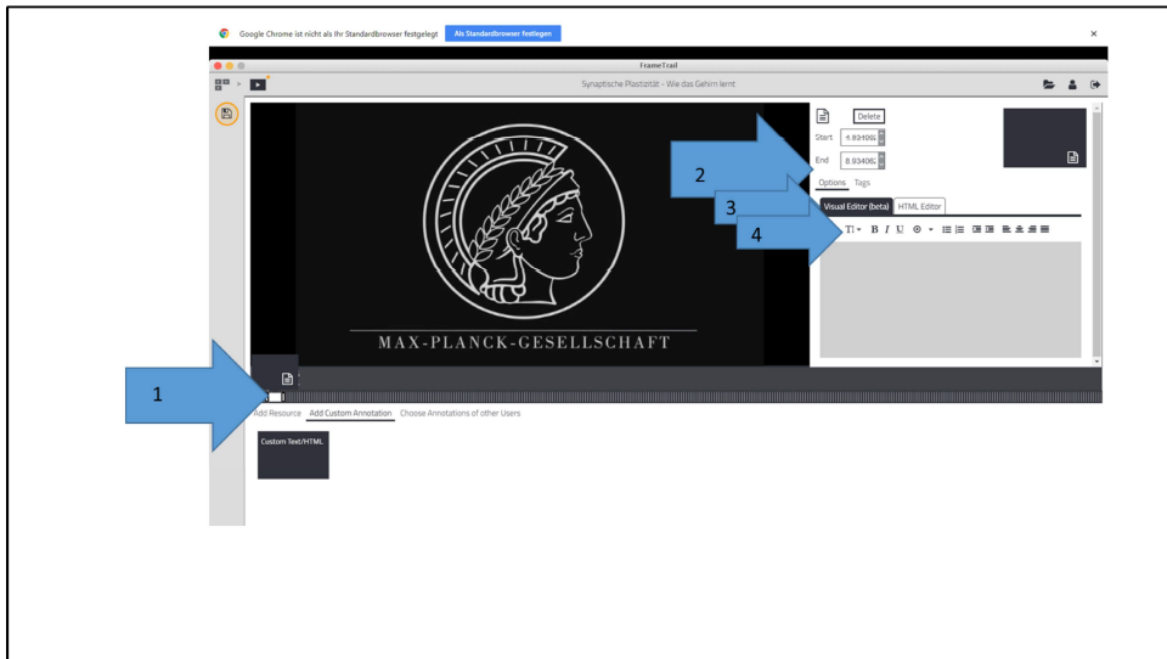 Google Chrome ist nicht als Ihr Standardbrowser festgelegt Als Standardbrowser festlegen
FrameTrail
Synaptische Plastizität - Wie das Gehirn lernt
Delete
Start
End
2
Options Tags
3
Visual Editor (beta) HTML Editor
4
B I U
MAX-PLANCK-GESELLSCHAFT
1
Add Resource Add Custom Annotation Choose Annotations of other Users
Custom Text/HTML